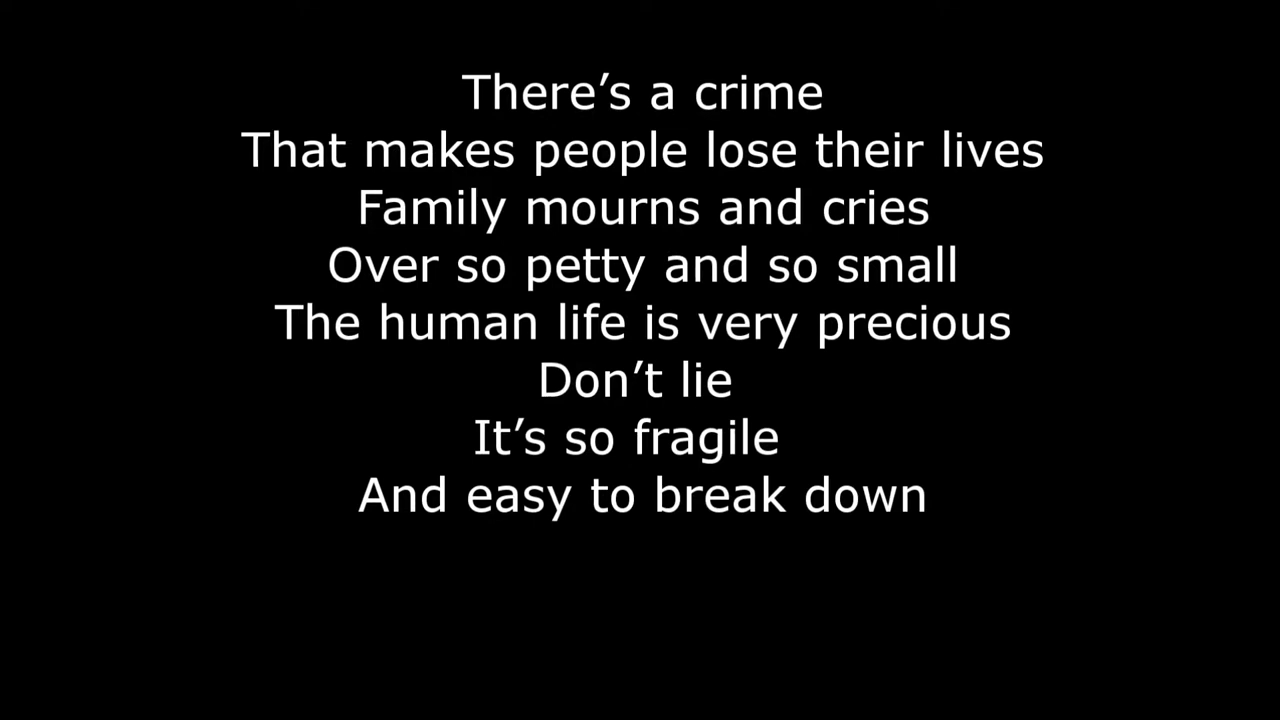 There’s a crime
That makes people lose their lives
Family mourns and cries
Over so petty and so small
The human life is very precious
Don’t lie
It’s so fragile
And easy to break down